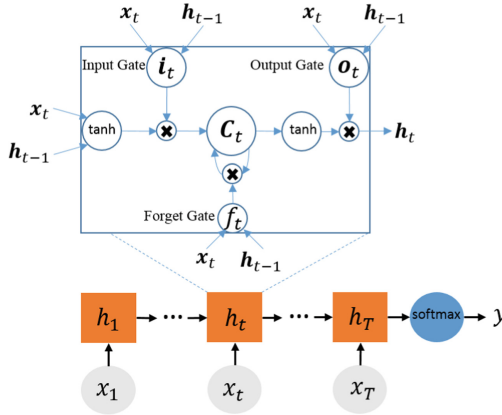 x_t h_{t-1} x_t h_{t-1}
Input Gate i_t Output Gate o_t
x_t
tanh C_t tanh h_t
h_{t-1}
Forget Gate f_t
x_t h_{t-1}
h_1 ... h_t ... h_T softmax y
x_1 x_t x_T